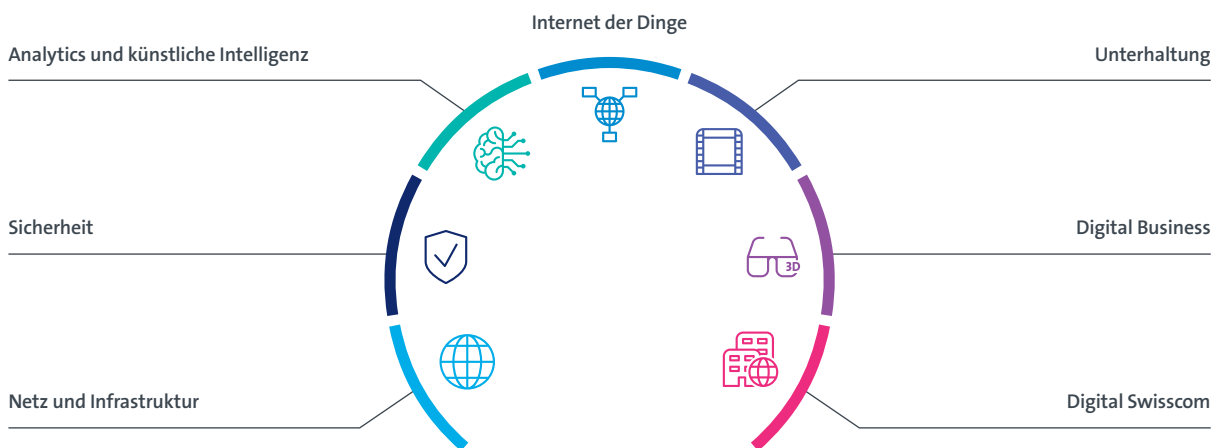 Internet der Dinge
Analytics und künstliche Intelligenz
Unterhaltung
Sicherheit
Digital Business
3D
Netz und Infrastruktur
Digital Swisscom